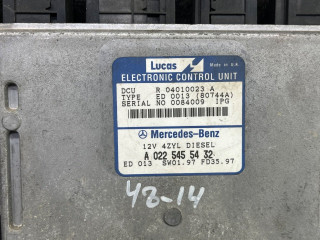 Lucas
Made in U.K.
ELECTRONIC CONTROL UNIT
DCU R 04010023 A
TYPE ED 0013 (80744A)
SERIAL NO 0084009 IPG
Mercedes-Benz
12V 4ZYL DIESEL
A 022 545 54 32
ED 013 SW01.97 FD35.97
48-14